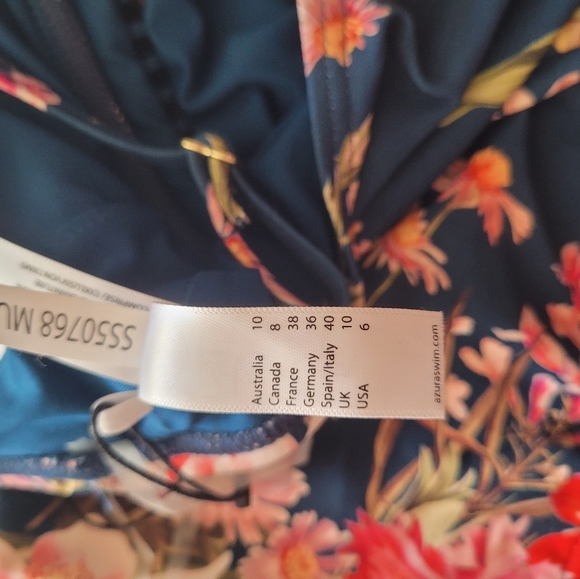 Australia 10
Canada 8
France 38
Germany 36
Spain/Italy 40
UK 10
USA 6
azuraswim.com
SS50768 MU